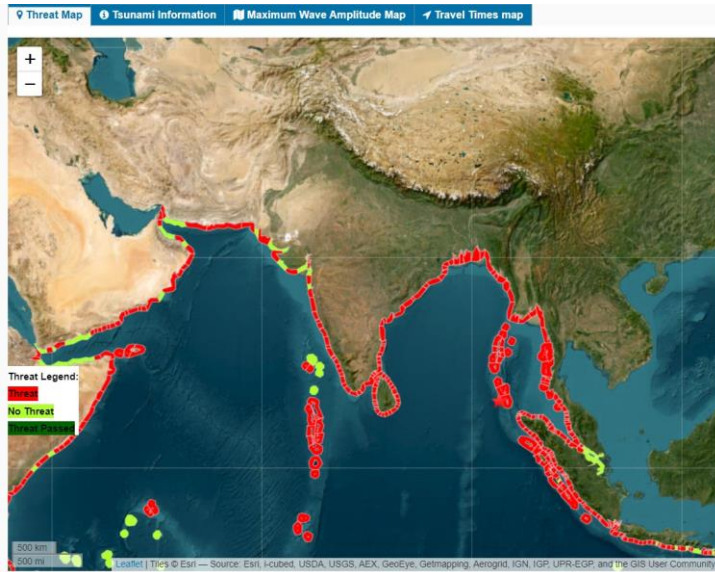 Threat Map
Tsunami Information
Maximum Wave Amplitude Map
Travel Times map
+
−
Threat Legend:
Threat
No Threat
Threat Passed
500 km
500 mi
Leaflet | Tiles © Esri — Source: Esri, i-cubed, USDA, USGS, AEX, GeoEye, Getmapping, Aerogrid, IGN, IGP, UPR-EGP, and the GIS User Community